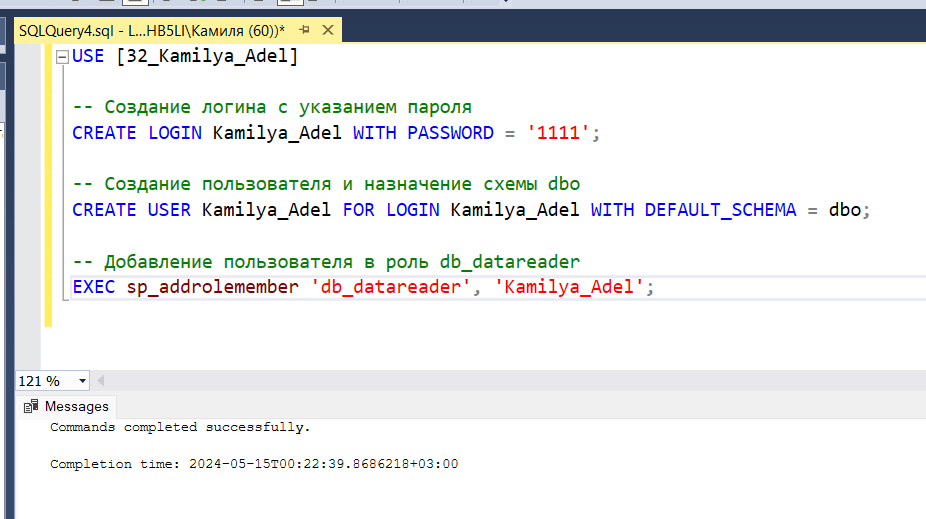 SQLQuery4.sql - L...HB5LI\Камиля (60))*
USE [32_Kamilya_Adel]
-- Создание логина с указанием пароля
CREATE LOGIN Kamilya_Adel WITH PASSWORD = '1111';
-- Создание пользователя и назначение схемы dbo
CREATE USER Kamilya_Adel FOR LOGIN Kamilya_Adel WITH DEFAULT_SCHEMA = dbo;
-- Добавление пользователя в роль db_datareader
EXEC sp_addrolemember 'db_datareader', 'Kamilya_Adel';
121 %
Messages
Commands completed successfully.
Completion time: 2024-05-15T00:22:39.8686218+03:00